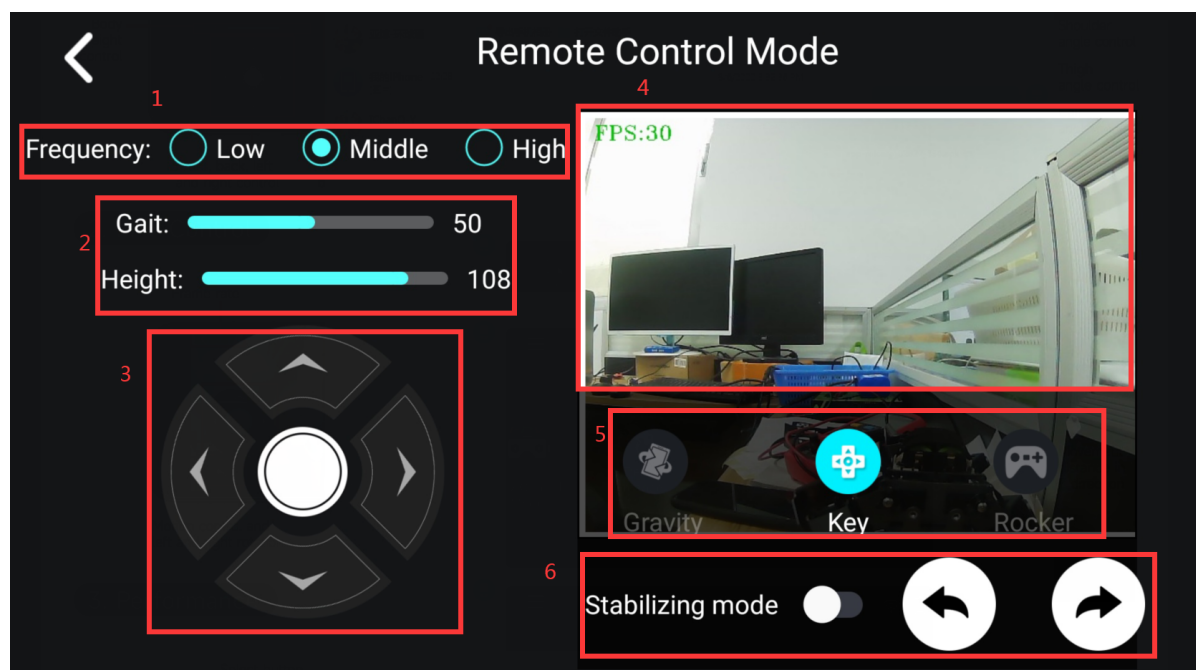 Remote Control Mode
1
Frequency: Low Middle High
2
Gait: 50
Height: 108
3
4
FPS:30
5
Gravity Key Rocker
6
Stabilizing mode